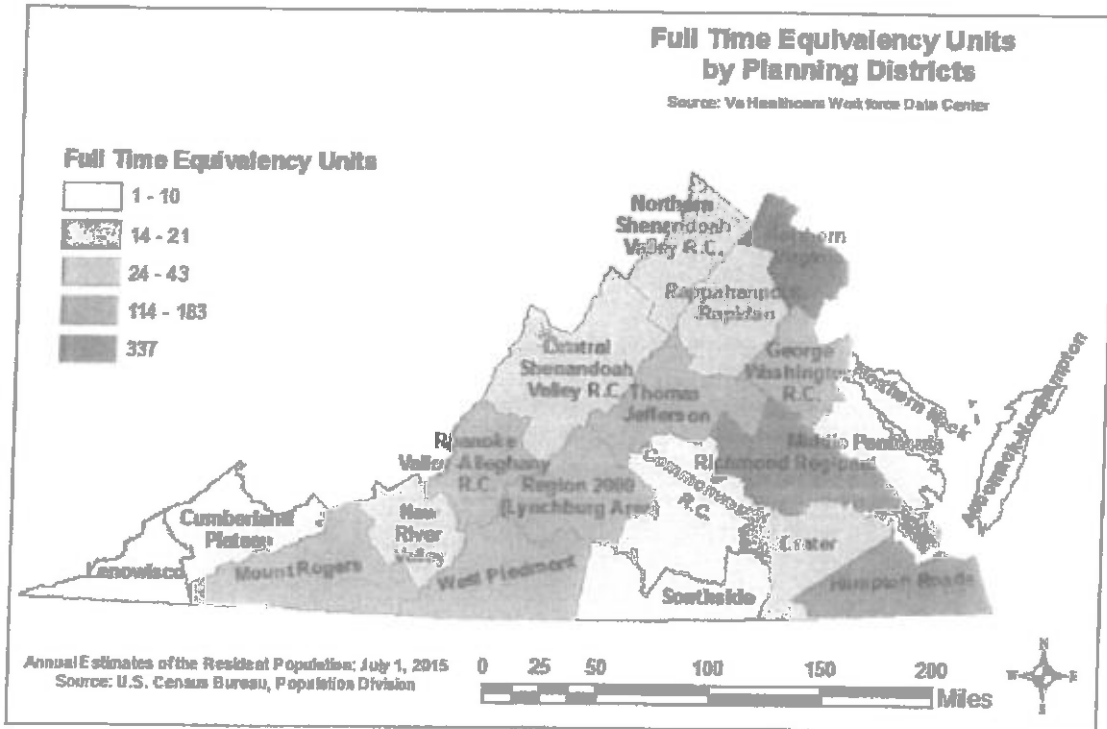 Full Time Equivalency Units
by Planning Districts
Source: Va Healthcare Workforce Data Center
Full Time Equivalency Units
1 - 10
14 - 21
24 - 43
114 - 183
337
Northern
Shenandoah
Valley R.C.
Northern
Rappahannock
Rapidan
Central
Shenandoah
Valley R.C.
George
Washington
R.C.
Thomas
Jefferson
Northern Neck
Middle Peninsula
Accomack-Northampton
Roanoke
Valley-Alleghany
R.C.
Richmond Regional
Commonwealth
R.C.
Region 2000
(Lynchburg Area
Cumberland
Plateau
New
River
Valley
Crater
Lenowisco
Mount Rogers
West Piedmont
Southside
Hampton Roads
Annual Estimates of the Resident Population: July 1, 2015
Source: U.S. Census Bureau, Population Division
0 25 50 100 150 200
Miles
N
W E
S